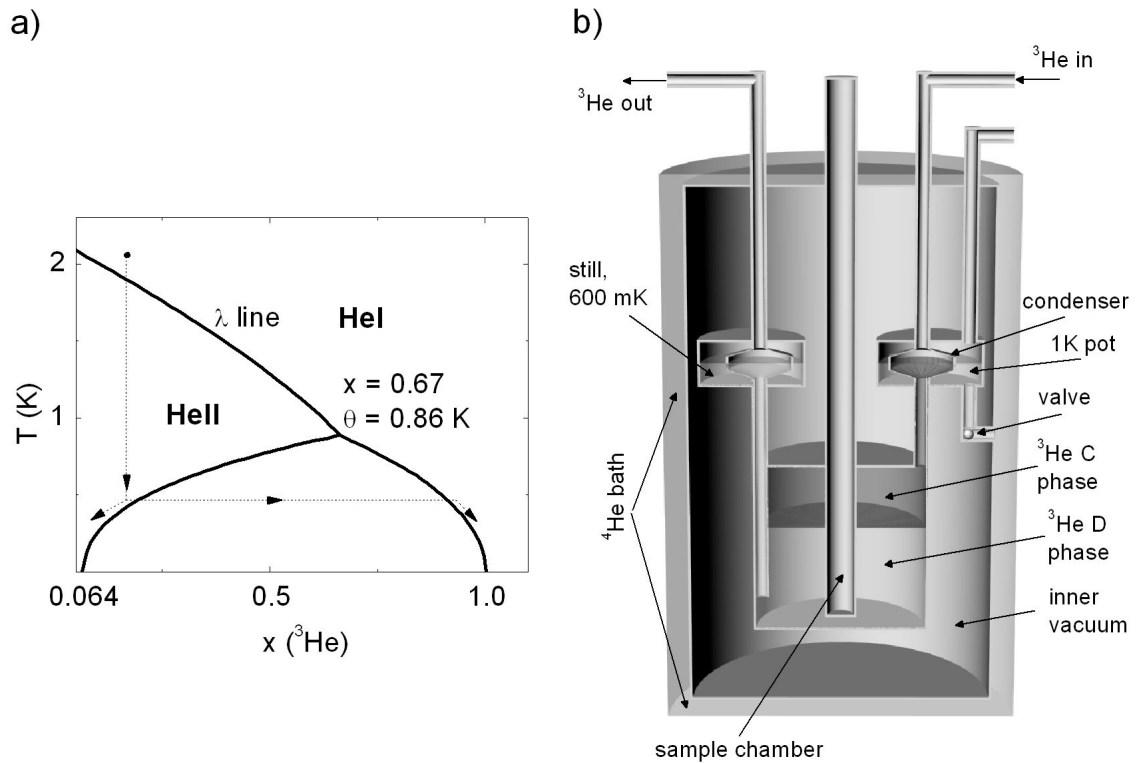 a)
2
1
T (K)
λ line
HeI
HeII
x = 0.67
θ = 0.86 K
0.064
0.5
1.0
x (³He)
b)
³He out
³He in
still,
600 mK
condenser
1K pot
valve
³He C
phase
⁴He bath
³He D
phase
inner
vacuum
sample chamber